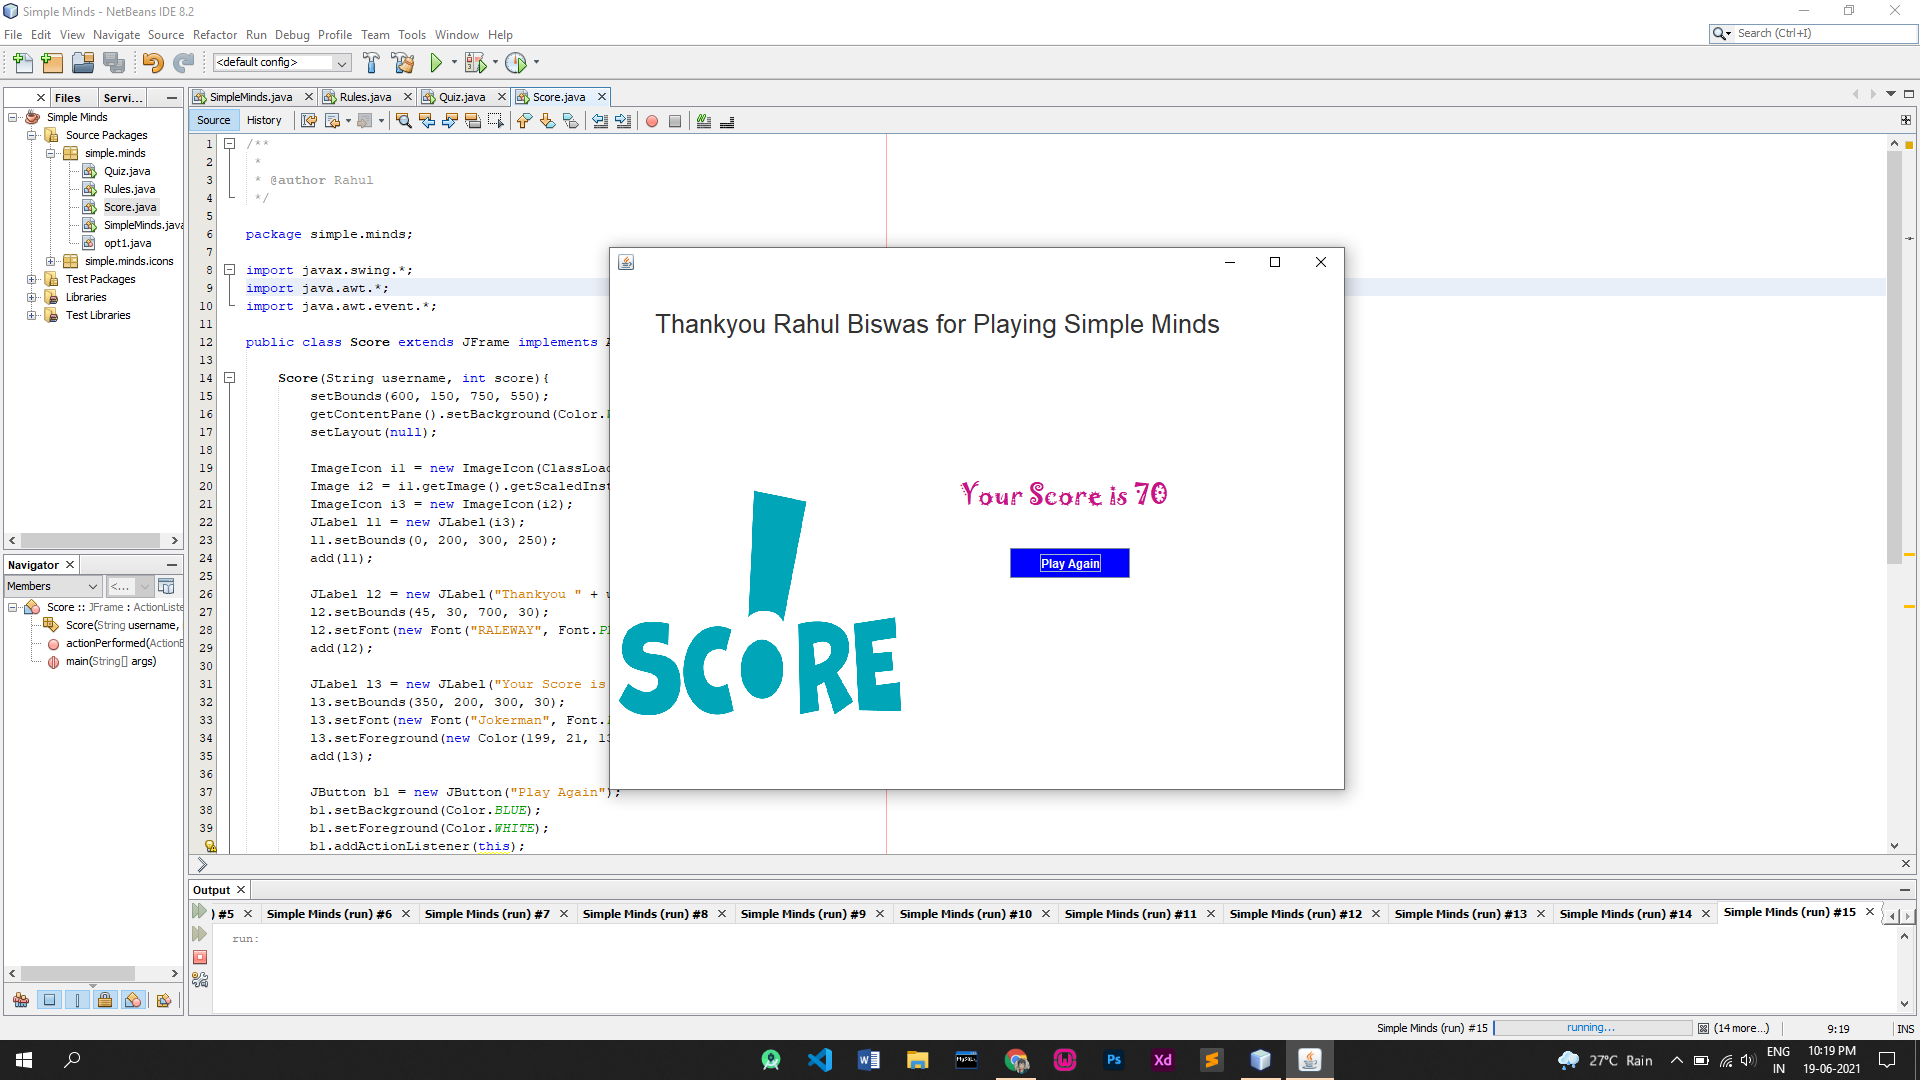 Simple Minds - NetBeans IDE 8.2
File Edit View Navigate Source Refactor Run Debug Profile Team Tools Window Help
Search (Ctrl+I)
<default config>
Files Servi...
SimpleMinds.java Rules.java Quiz.java Score.java
Source History
Simple Minds
Source Packages
simple.minds
Quiz.java
Rules.java
Score.java
SimpleMinds.java
opt1.java
simple.minds.icons
Test Packages
Libraries
Test Libraries
1 /**
2 *
3 * @author Rahul
4 */
5
6 package simple.minds;
7
8 import javax.swing.*;
9 import java.awt.*;
10 import java.awt.event.*;
11
12 public class Score extends JFrame implements
13
14 Score(String username, int score){
15 setBounds(600, 150, 750, 550);
16 getContentPane().setBackground(Color.
17 setLayout(null);
18
19 ImageIcon i1 = new ImageIcon(ClassLoad
20 Image i2 = i1.getImage().getScaledInst
21 ImageIcon i3 = new ImageIcon(i2);
22 JLabel l1 = new JLabel(i3);
23 l1.setBounds(0, 200, 300, 250);
24 add(l1);
25
26 JLabel l2 = new JLabel("Thankyou " + u
27 l2.setBounds(45, 30, 700, 30);
28 l2.setFont(new Font("RALEWAY", Font.P
29 add(l2);
30
31 JLabel l3 = new JLabel("Your Score is
32 l3.setBounds(350, 200, 300, 30);
33 l3.setFont(new Font("Jokerman", Font.
34 l3.setForeground(new Color(199, 21, 13
35 add(l3);
36
37 JButton b1 = new JButton("Play Again");
38 b1.setBackground(Color.BLUE);
39 b1.setForeground(Color.WHITE);
b1.addActionListener(this);
Thankyou Rahul Biswas for Playing Simple Minds
Your Score is 70
Play Again
SCORE
Navigator
Members <...
Score :: JFrame : ActionListe
Score(String username,
actionPerformed(ActionE
main(String[] args)
Output
) #5 Simple Minds (run) #6 Simple Minds (run) #7 Simple Minds (run) #8 Simple Minds (run) #9 Simple Minds (run) #10 Simple Minds (run) #11 Simple Minds (run) #12 Simple Minds (run) #13 Simple Minds (run) #14 Simple Minds (run) #15
run:
Simple Minds (run) #15 running... (14 more...) 9:19 INS
MySQL Ps Xd
27°C Rain
ENG
IN
10:19 PM
19-06-2021